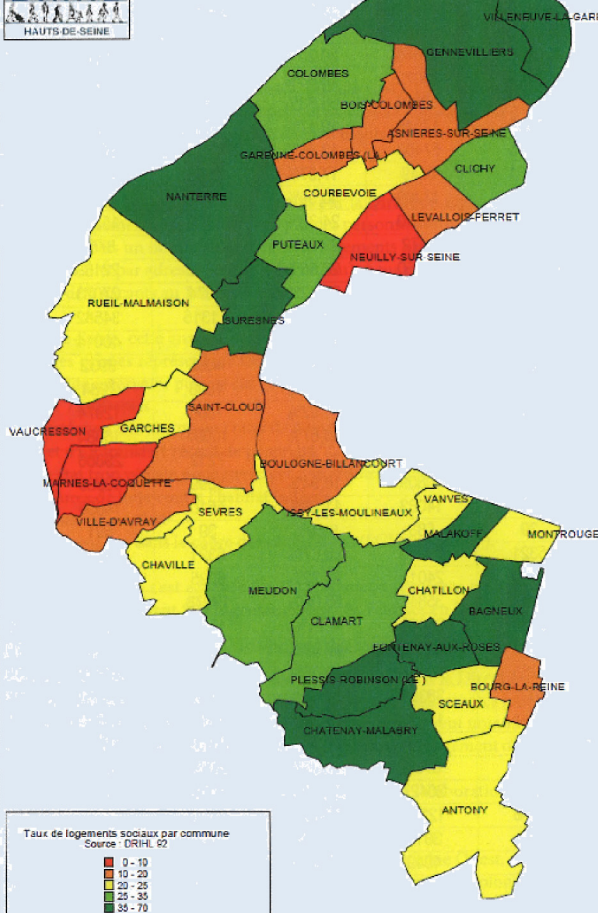 HAUTS-DE-SEINE
VILLENEUVE-LA-GARE
GENNEVILLIERS
COLOMBES
BOIS-COLOMBES
ASNIERES-SUR-SEINE
GARENNE-COLOMBES (LA)
CLICHY
NANTERRE
COURBEVOIE
LEVALLOIS-PERRET
PUTEAUX
NEUILLY-SUR-SEINE
RUEIL-MALMAISON
SURESNES
SAINT-CLOUD
VAUCRESSON
GARCHES
BOULOGNE-BILLANCOURT
MARNES-LA-COQUETTE
VANVES
SEVRES
ISSY-LES-MOULINEAUX
VILLE-D'AVRAY
MALAKOFF
MONTROUGE
CHAVILLE
MEUDON
CHATILLON
BAGNEUX
CLAMART
FONTENAY-AUX-ROSES
PLESSIS ROBINSON (LE)
BOURG-LA-REINE
SCEAUX
CHATENAY-MALABRY
ANTONY
Taux de logements sociaux par commune
Source : DRIHL 92
0 - 10
10 - 20
20 - 25
25 - 35
35 - 70